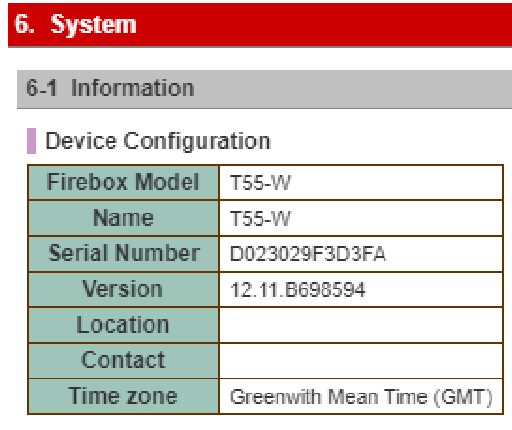 6. System
6-1 Information
Device Configuration
Firebox Model T55-W
Name T55-W
Serial Number D023029F3D3FA
Version 12.11.B698594
Location
Contact
Time zone Greenwith Mean Time (GMT)